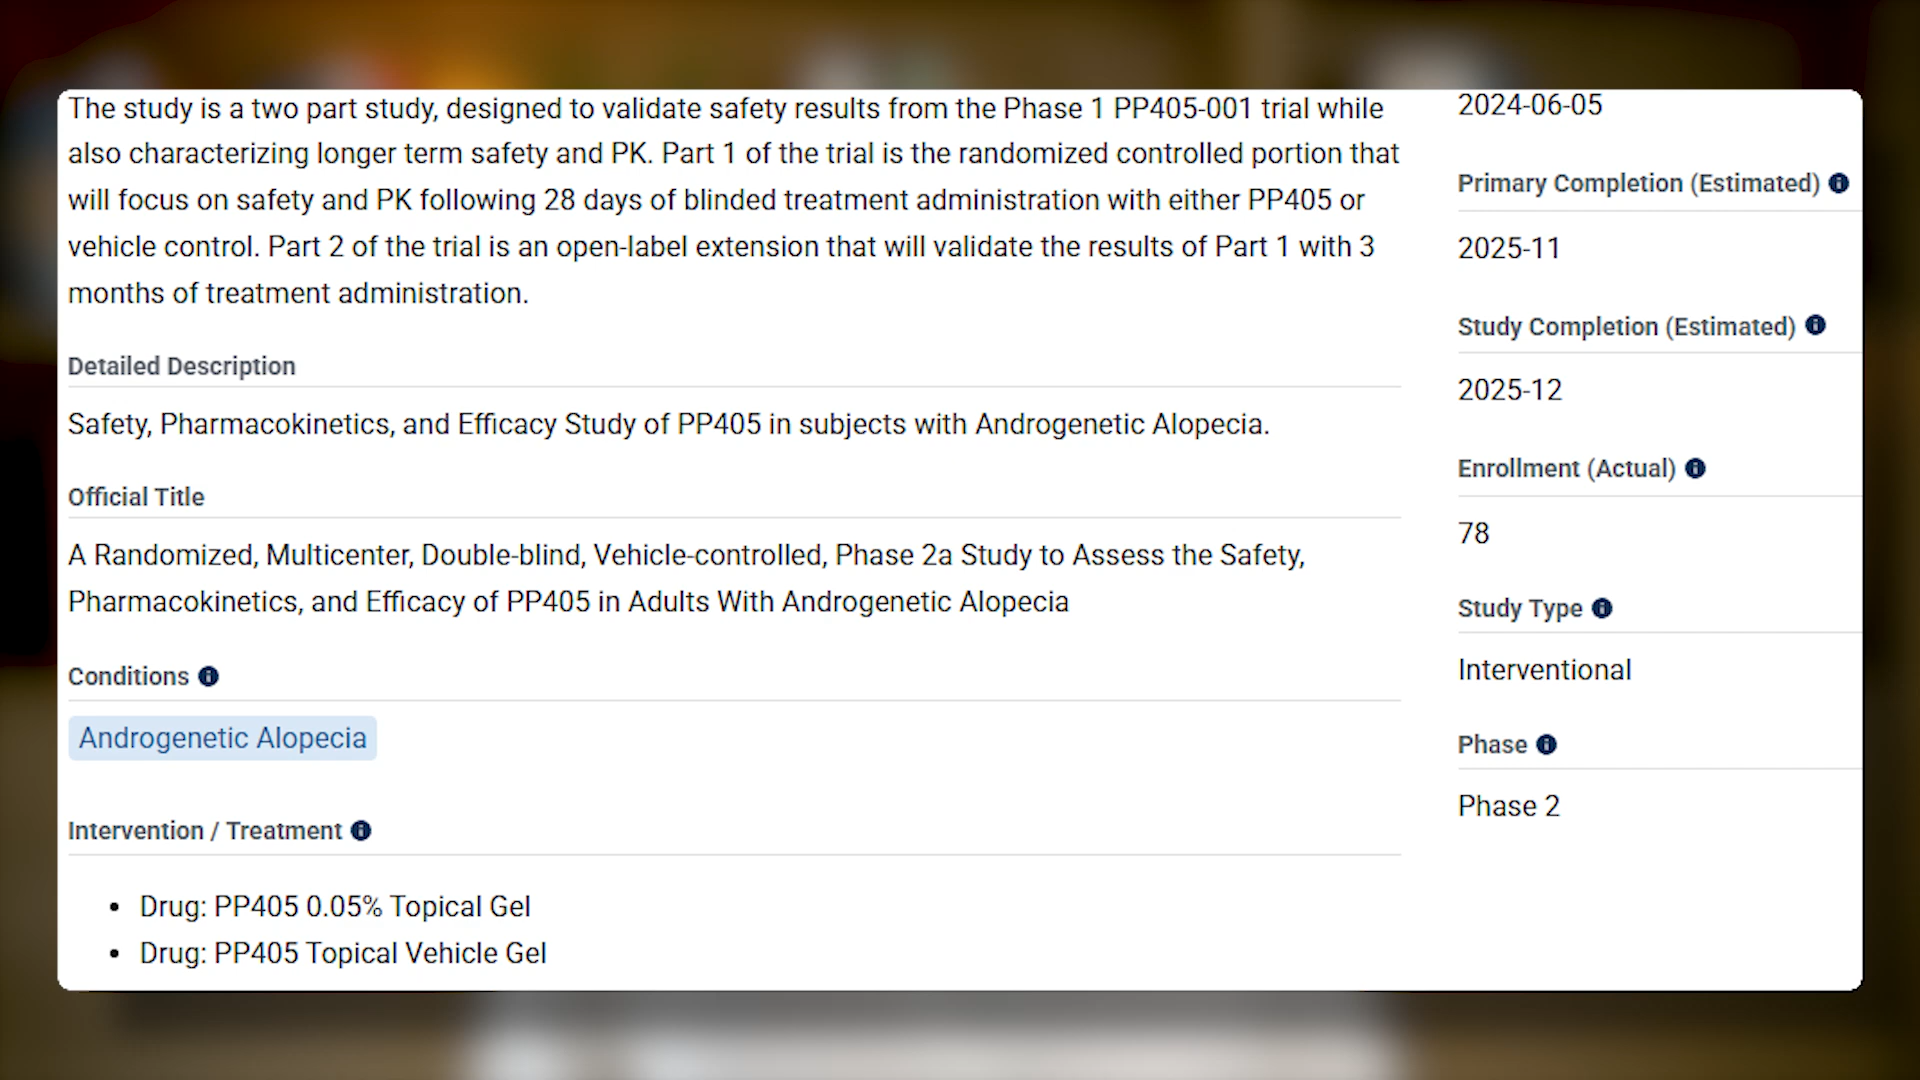 The study is a two part study, designed to validate safety results from the Phase 1 PP405-001 trial while
also characterizing longer term safety and PK. Part 1 of the trial is the randomized controlled portion that
will focus on safety and PK following 28 days of blinded treatment administration with either PP405 or
vehicle control. Part 2 of the trial is an open-label extension that will validate the results of Part 1 with 3
months of treatment administration.
Detailed Description
Safety, Pharmacokinetics, and Efficacy Study of PP405 in subjects with Androgenetic Alopecia.
Official Title
A Randomized, Multicenter, Double-blind, Vehicle-controlled, Phase 2a Study to Assess the Safety,
Pharmacokinetics, and Efficacy of PP405 in Adults With Androgenetic Alopecia
Conditions
Androgenetic Alopecia
Intervention / Treatment
• Drug: PP405 0.05% Topical Gel
• Drug: PP405 Topical Vehicle Gel
2024-06-05
Primary Completion (Estimated)
2025-11
Study Completion (Estimated)
2025-12
Enrollment (Actual)
78
Study Type
Interventional
Phase
Phase 2